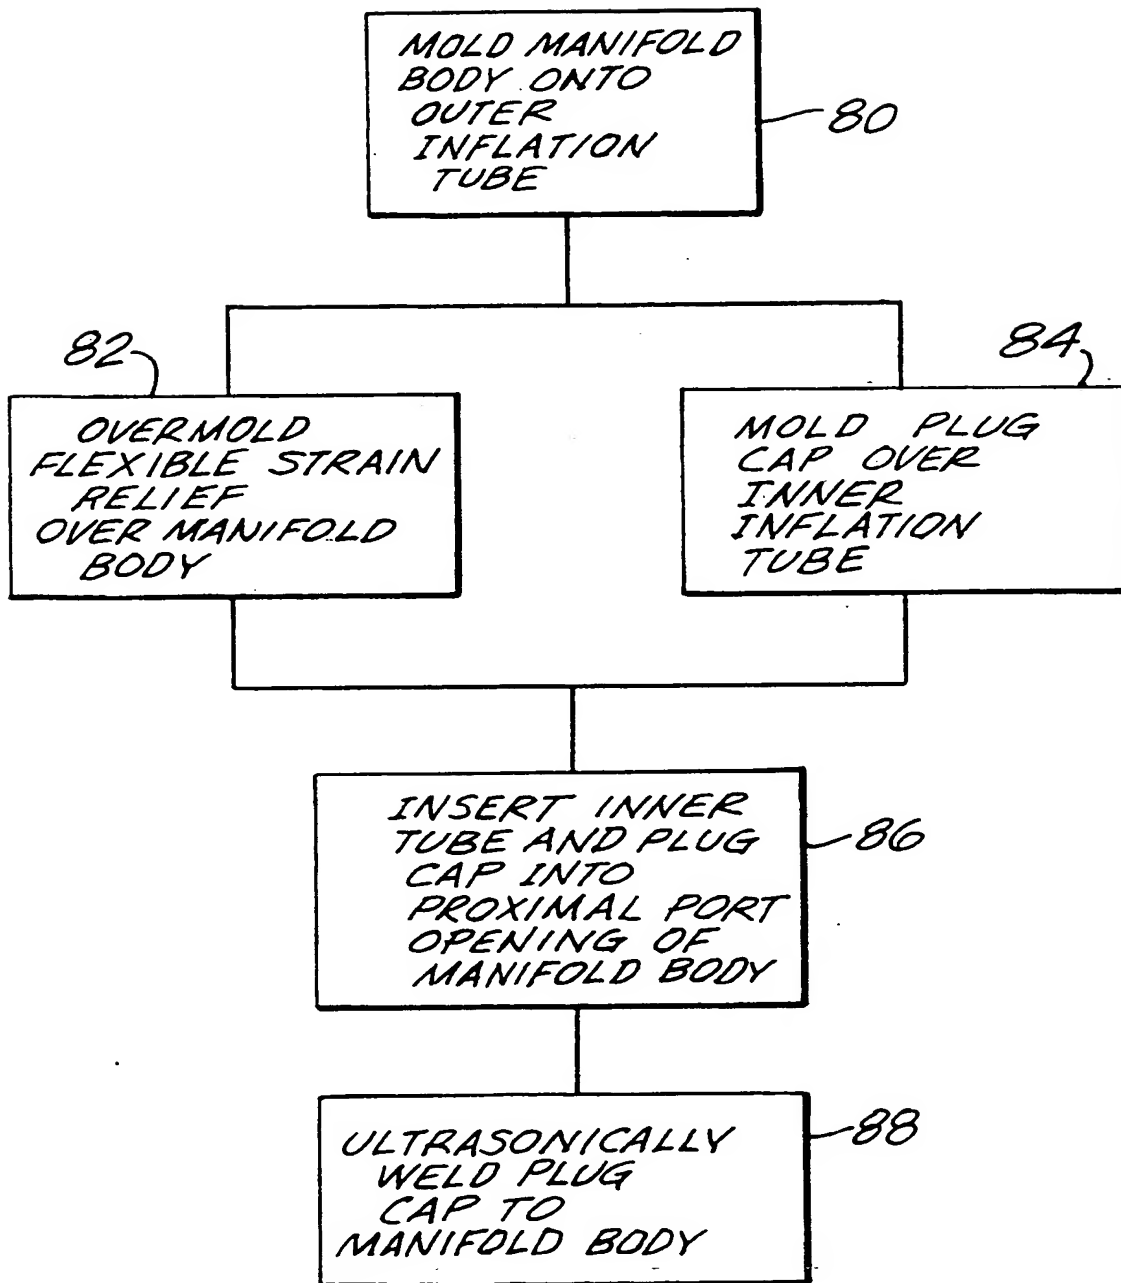 MOLD MANIFOLD
BODY ONTO
OUTER
INFLATION
TUBE
80
82
OVERMOLD
FLEXIBLE STRAIN
RELIEF
OVER MANIFOLD
BODY
84
MOLD PLUG
CAP OVER
INNER
INFLATION
TUBE
INSERT INNER
TUBE AND PLUG
CAP INTO
PROXIMAL PORT
OPENING OF
MANIFOLD BODY
86
ULTRASONICALLY
WELD PLUG
CAP TO
MANIFOLD BODY
88